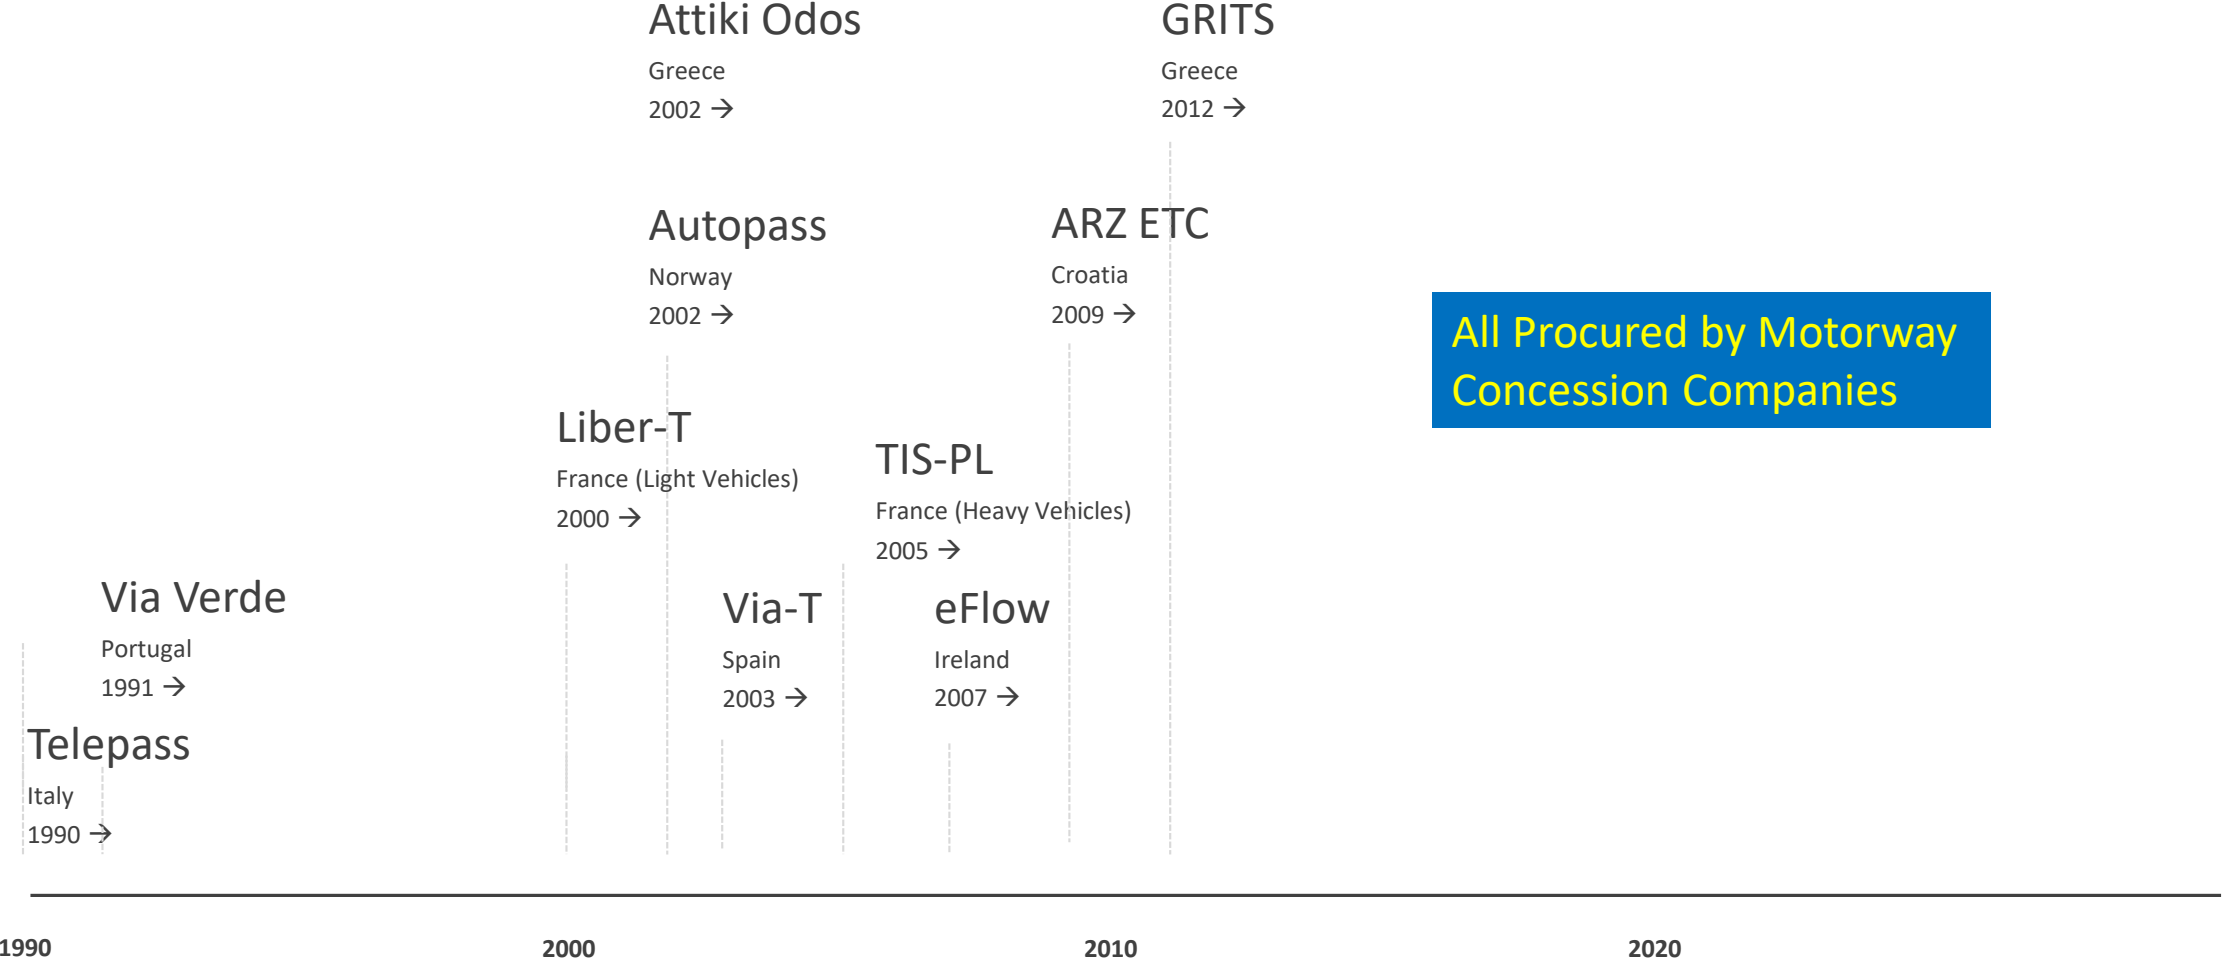 Attiki Odos
Greece
2002 →
GRITS
Greece
2012 →
Autopass
Norway
2002 →
ARZ ETC
Croatia
2009 →
All Procured by Motorway
Concession Companies
Liber-T
France (Light Vehicles)
2000 →
TIS-PL
France (Heavy Vehicles)
2005 →
Via Verde
Portugal
1991 →
Via-T
Spain
2003 →
eFlow
Ireland
2007 →
Telepass
Italy
1990 →
1990
2000
2010
2020